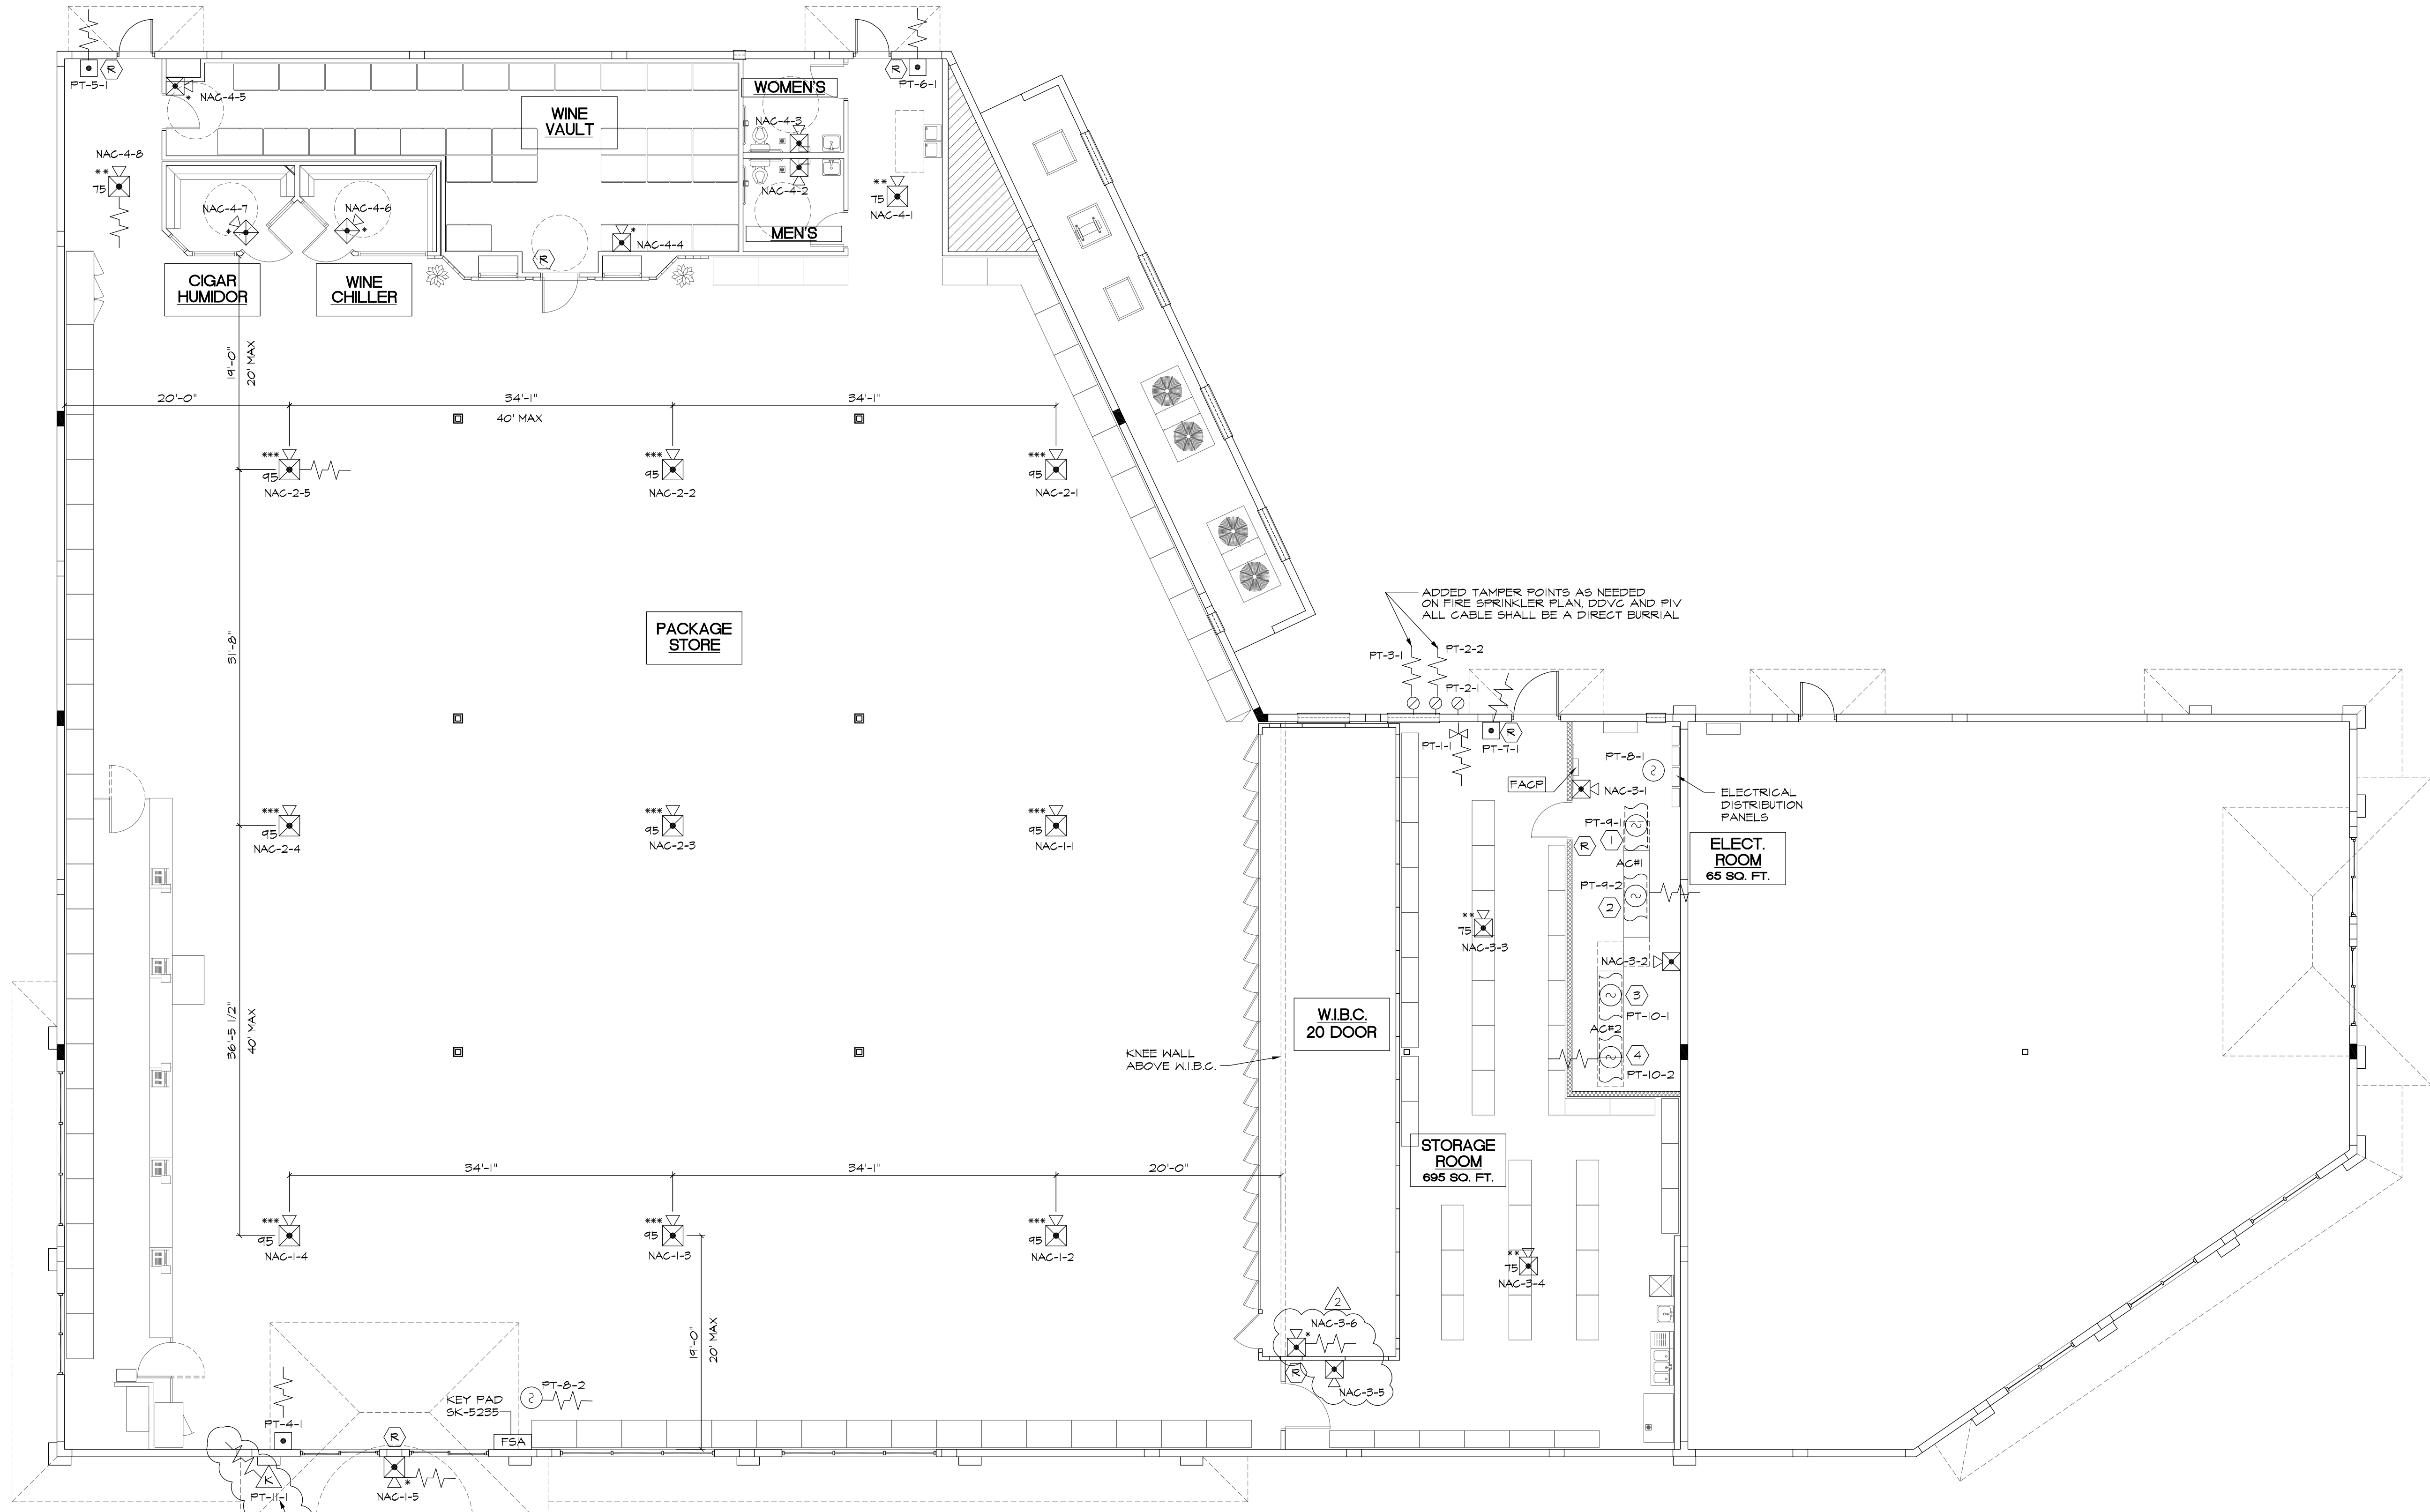 PT-5-1
R
NAC-4-5
*
WINE
VAULT
WOMEN'S
NAC-4-3
NAC-4-2
MEN'S
R
PT-6-1
NAC-4-8
**
75
**
75
NAC-4-1
NAC-4-7
*
NAC-4-6
*
*
NAC-4-4
R
CIGAR
HUMIDOR
WINE
CHILLER
19'-0"
20' MAX
20'-0"
34'-1"
40' MAX
34'-1"
***
95
NAC-2-5
***
95
NAC-2-2
***
95
NAC-2-1
31'-8"
PACKAGE
STORE
ADDED TAMPER POINTS AS NEEDED
ON FIRE SPRINKLER PLAN, DDVC AND PIV
ALL CABLE SHALL BE A DIRECT BURRIAL
PT-3-1
PT-2-2
PT-2-1
PT-1-1
PT-7-1
R
PT-8-1
FACP
NAC-3-1
ELECTRICAL
DISTRIBUTION
PANELS
***
95
NAC-2-4
***
95
NAC-2-3
***
95
NAC-1-1
PT-9-1
1
R
AC#1
ELECT.
ROOM
65 SQ. FT.
PT-9-2
2
**
75
NAC-3-3
NAC-3-2
3
PT-10-1
AC#2
4
PT-10-2
36'-5 1/2"
40' MAX
W.I.B.C.
20 DOOR
KNEE WALL
ABOVE W.I.B.C.
STORAGE
ROOM
695 SQ. FT.
34'-1"
34'-1"
20'-0"
***
95
NAC-1-4
***
95
NAC-1-3
***
95
NAC-1-2
**
75
NAC-3-4
19'-0"
20' MAX
2
NAC-3-6
*
R
NAC-3-5
PT-8-2
KEY PAD
SK-5235
FSA
PT-4-1
R
K
PT-11-1
*
NAC-1-5